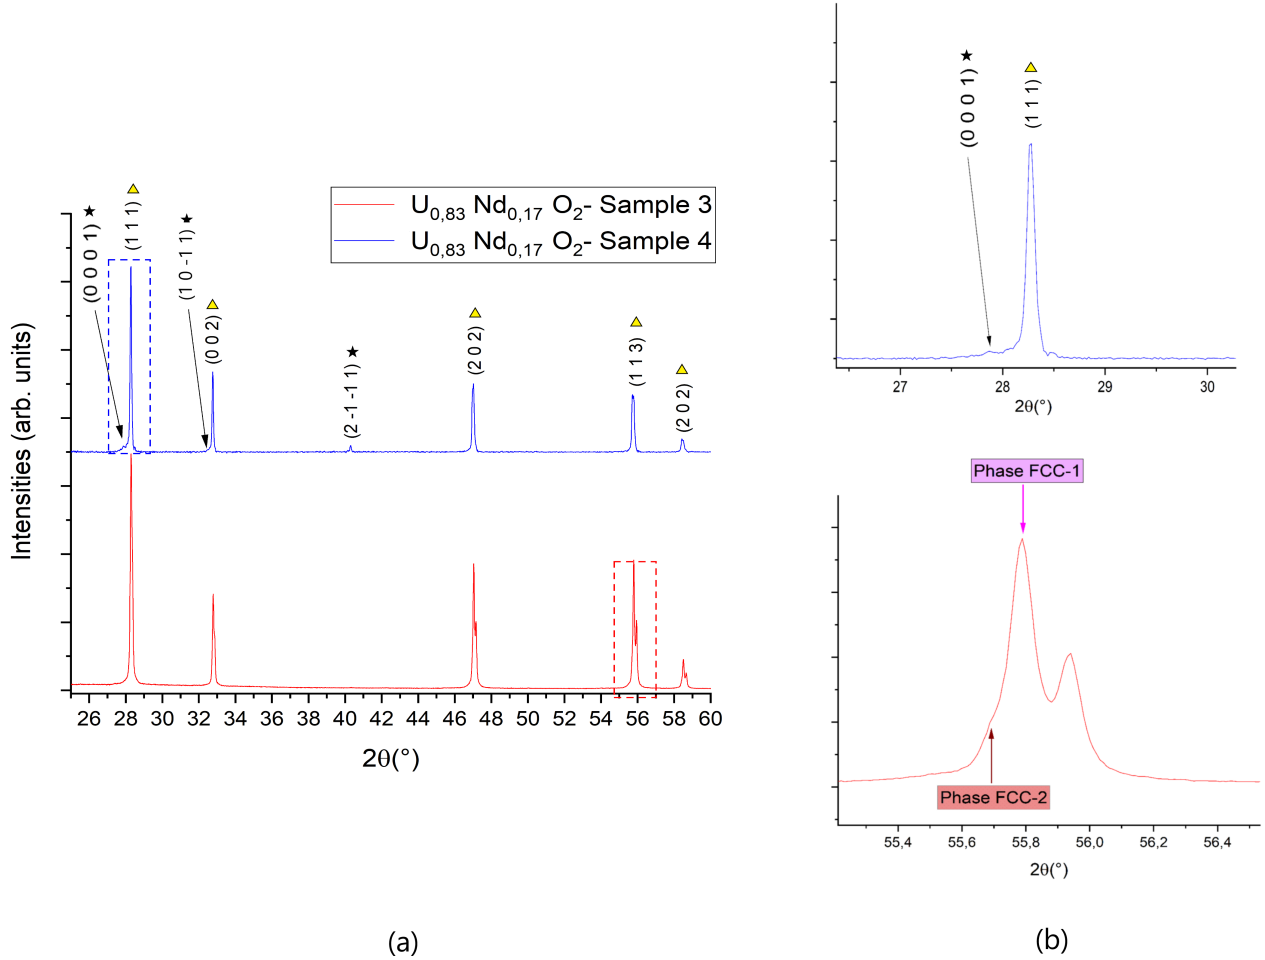 U0,83 Nd0,17 O2- Sample 3
U0,83 Nd0,17 O2- Sample 4
(0 0 0 1)★
(1 1 1)
(1 0 -1 1)★
(0 0 2)
(2 -1 -1 1)★
(2 0 2)
(1 1 3)
(2 0 2)
Intensities (arb. units)
26 28 30 32 34 36 38 40 42 44 46 48 50 52 54 56 58 60
2θ(°)
(a)
(0 0 0 1)★
(1 1 1)
27 28 29 30
2θ(°)
Phase FCC-1
Phase FCC-2
55,4 55,6 55,8 56,0 56,2 56,4
2θ(°)
(b)